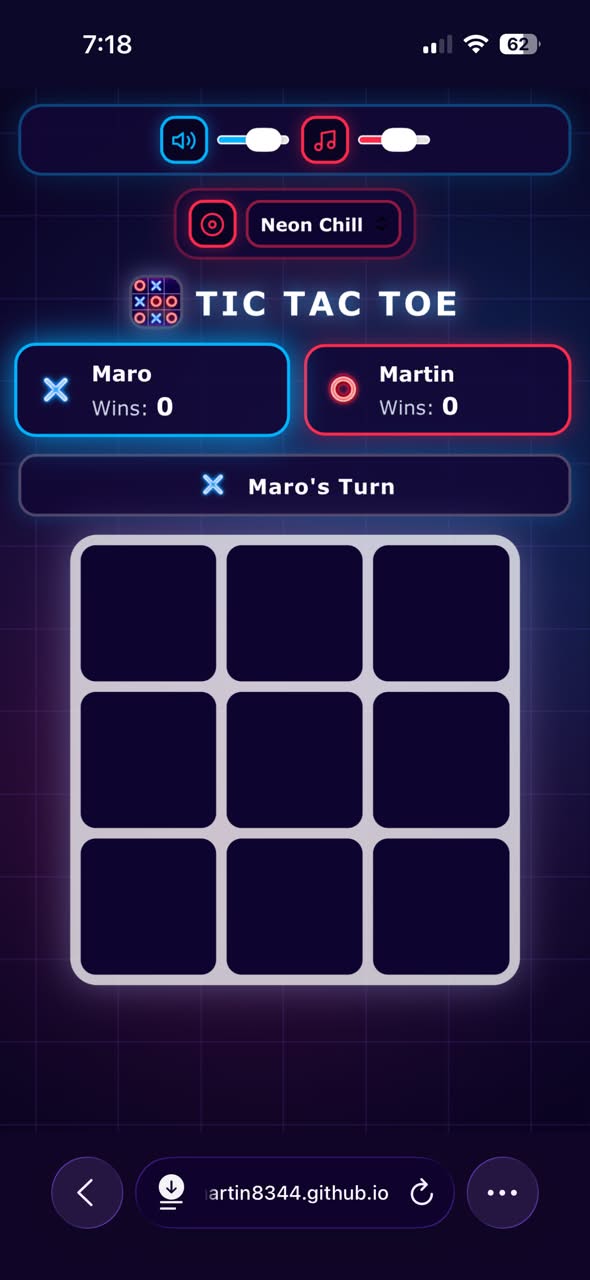 7:18
62
Neon Chill
TIC TAC TOE
Maro
Wins: 0
Martin
Wins: 0
Maro's Turn
artin8344.github.io